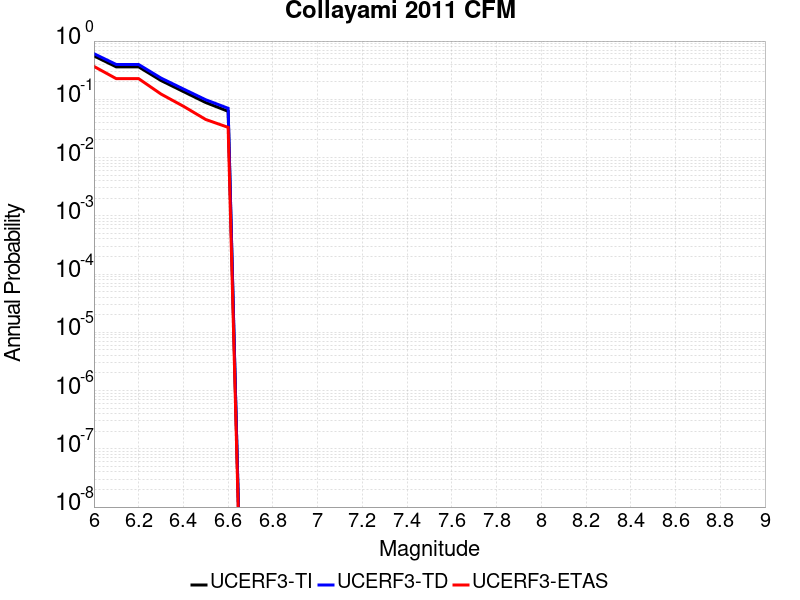 Collayami 2011 CFM
10^0
10^-1
10^-2
10^-3
10^-4
10^-5
10^-6
10^-7
10^-8
Annual Probability
6 6.2 6.4 6.6 6.8 7 7.2 7.4 7.6 7.8 8 8.2 8.4 8.6 8.8 9
Magnitude
UCERF3-TI UCERF3-TD UCERF3-ETAS